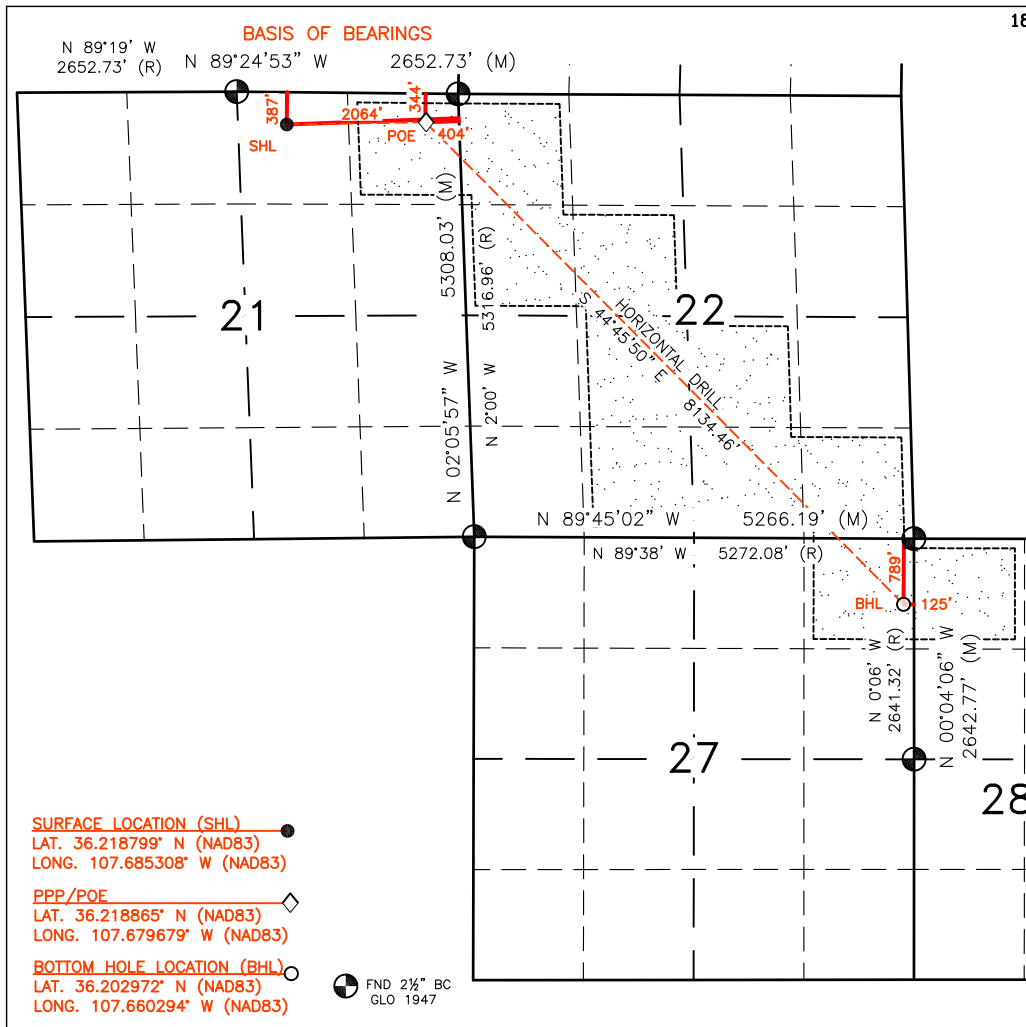 18
BASIS OF BEARINGS
N 89°19' W
2652.73' (R)
N 89°24'53" W
2652.73' (M)
387'
2064'
344'
SHL
POE
404'
5308.03' (M)
5316.96' (R)
N 02°05'57" W
N 2°00' W
21
22
HORIZONTAL DRILL
S 44°45'50" E
8134.46'
N 89°45'02" W
5266.19' (M)
N 89°38' W
5272.08' (R)
789'
BHL
125'
N 0°06' W
2641.32' (R)
N 00°04'06" W
2642.77' (M)
27
28
SURFACE LOCATION (SHL)
LAT. 36.218799° N (NAD83)
LONG. 107.685308° W (NAD83)
PPP/POE
LAT. 36.218865° N (NAD83)
LONG. 107.679679° W (NAD83)
BOTTOM HOLE LOCATION (BHL)
LAT. 36.202972° N (NAD83)
LONG. 107.660294° W (NAD83)
FND 2½" BC
GLO 1947